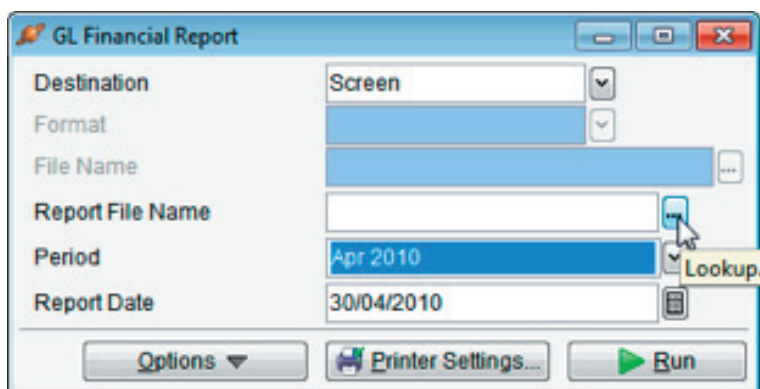 GL Financial Report
Destination Screen
Format
File Name ...
Report File Name ...
Period Apr 2010
Lookup.
Report Date 30/04/2010
Options Printer Settings... Run